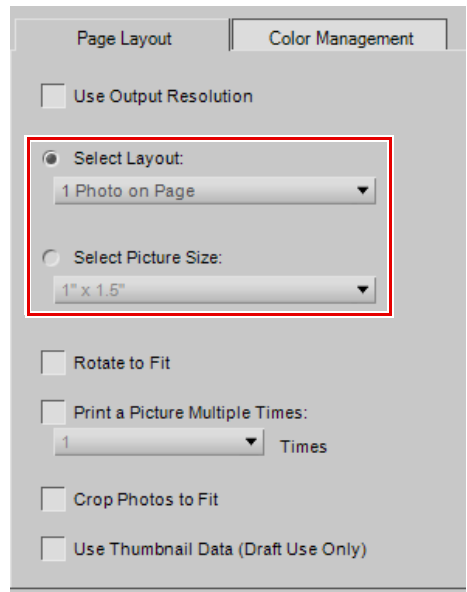 Page Layout Color Management
Use Output Resolution
Select Layout:
1 Photo on Page
Select Picture Size:
1" x 1.5"
Rotate to Fit
Print a Picture Multiple Times:
1 Times
Crop Photos to Fit
Use Thumbnail Data (Draft Use Only)